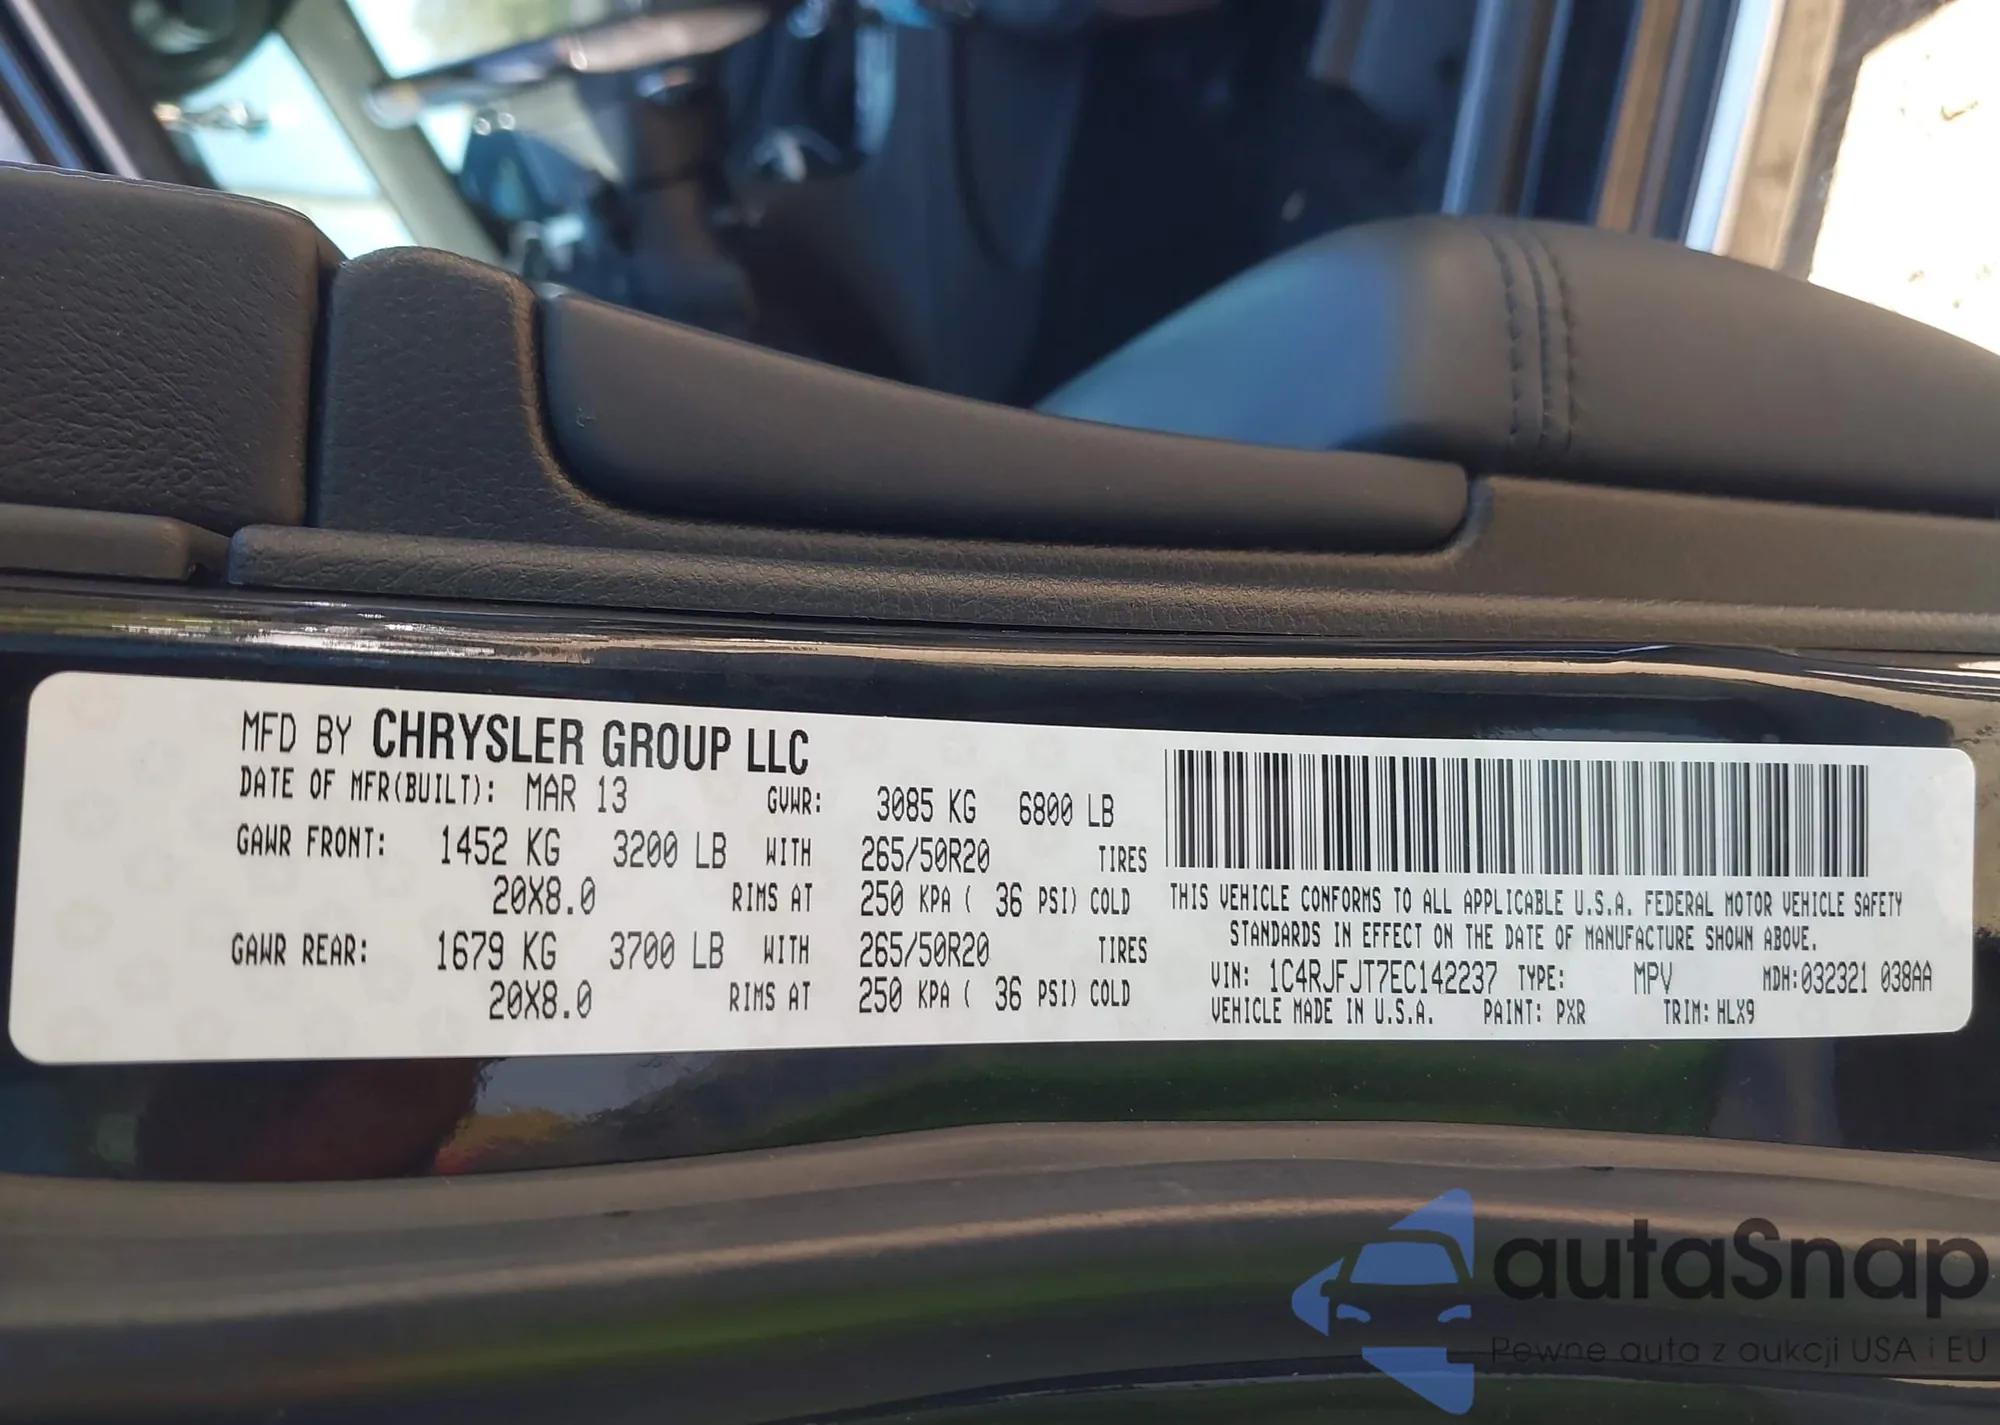 MFD BY CHRYSLER GROUP LLC
DATE OF MFR(BUILT): MAR 13 GVWR: 3085 KG 6800 LB
GAWR FRONT: 1452 KG 3200 LB WITH 265/50R20 TIRES
20X8.0 RIMS AT 250 KPA ( 36 PSI) COLD
GAWR REAR: 1679 KG 3700 LB WITH 265/50R20 TIRES
20X8.0 RIMS AT 250 KPA ( 36 PSI) COLD
THIS VEHICLE CONFORMS TO ALL APPLICABLE U.S.A. FEDERAL MOTOR VEHICLE SAFETY
STANDARDS IN EFFECT ON THE DATE OF MANUFACTURE SHOWN ABOVE.
VIN: 1C4RJFJT7EC142237 TYPE: MPV MDH:032321 038AA
VEHICLE MADE IN U.S.A. PAINT: PXR TRIM: HLX9
autaSnap
Pewne auta z aukcji USA i EU